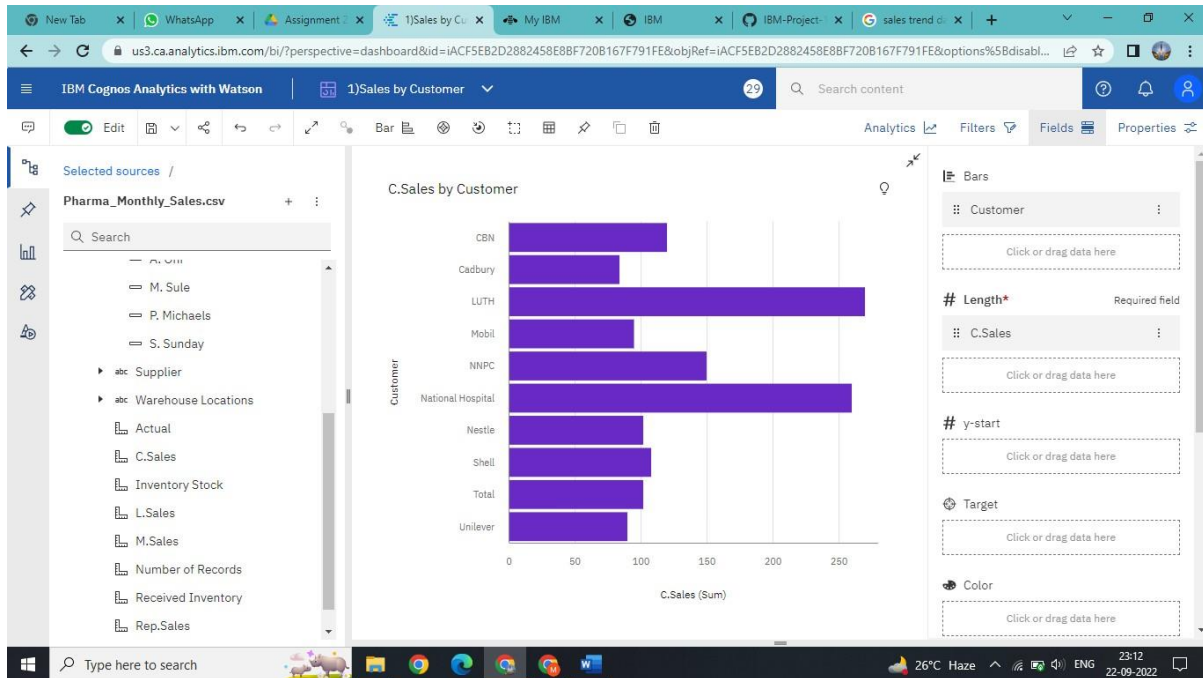 New Tab WhatsApp Assignment 2 1)Sales by Cu My IBM IBM IBM-Project- sales trend d
us3.ca.analytics.ibm.com/bi/?perspective=dashboard&id=iACF5EB2D2882458E8BF720B167F791FE&objRef=iACF5EB2D2882458E8BF720B167F791FE&options%5Bdisabl...
IBM Cognos Analytics with Watson 1)Sales by Customer 29 Search content
Edit Bar Analytics Filters Fields Properties
Selected sources /
Pharma_Monthly_Sales.csv
Search
M. Sule
P. Michaels
S. Sunday
abc Supplier
abc Warehouse Locations
Actual
C.Sales
Inventory Stock
L.Sales
M.Sales
Number of Records
Received Inventory
Rep.Sales
C.Sales by Customer
Customer
CBN
Cadbury
LUTH
Mobil
NNPC
National Hospital
Nestle
Shell
Total
Unilever
0 50 100 150 200 250
C.Sales (Sum)
Bars
Customer
Click or drag data here
# Length* Required field
C.Sales
Click or drag data here
# y-start
Click or drag data here
Target
Click or drag data here
Color
Click or drag data here
Type here to search
26°C Haze ENG 23:12
22-09-2022